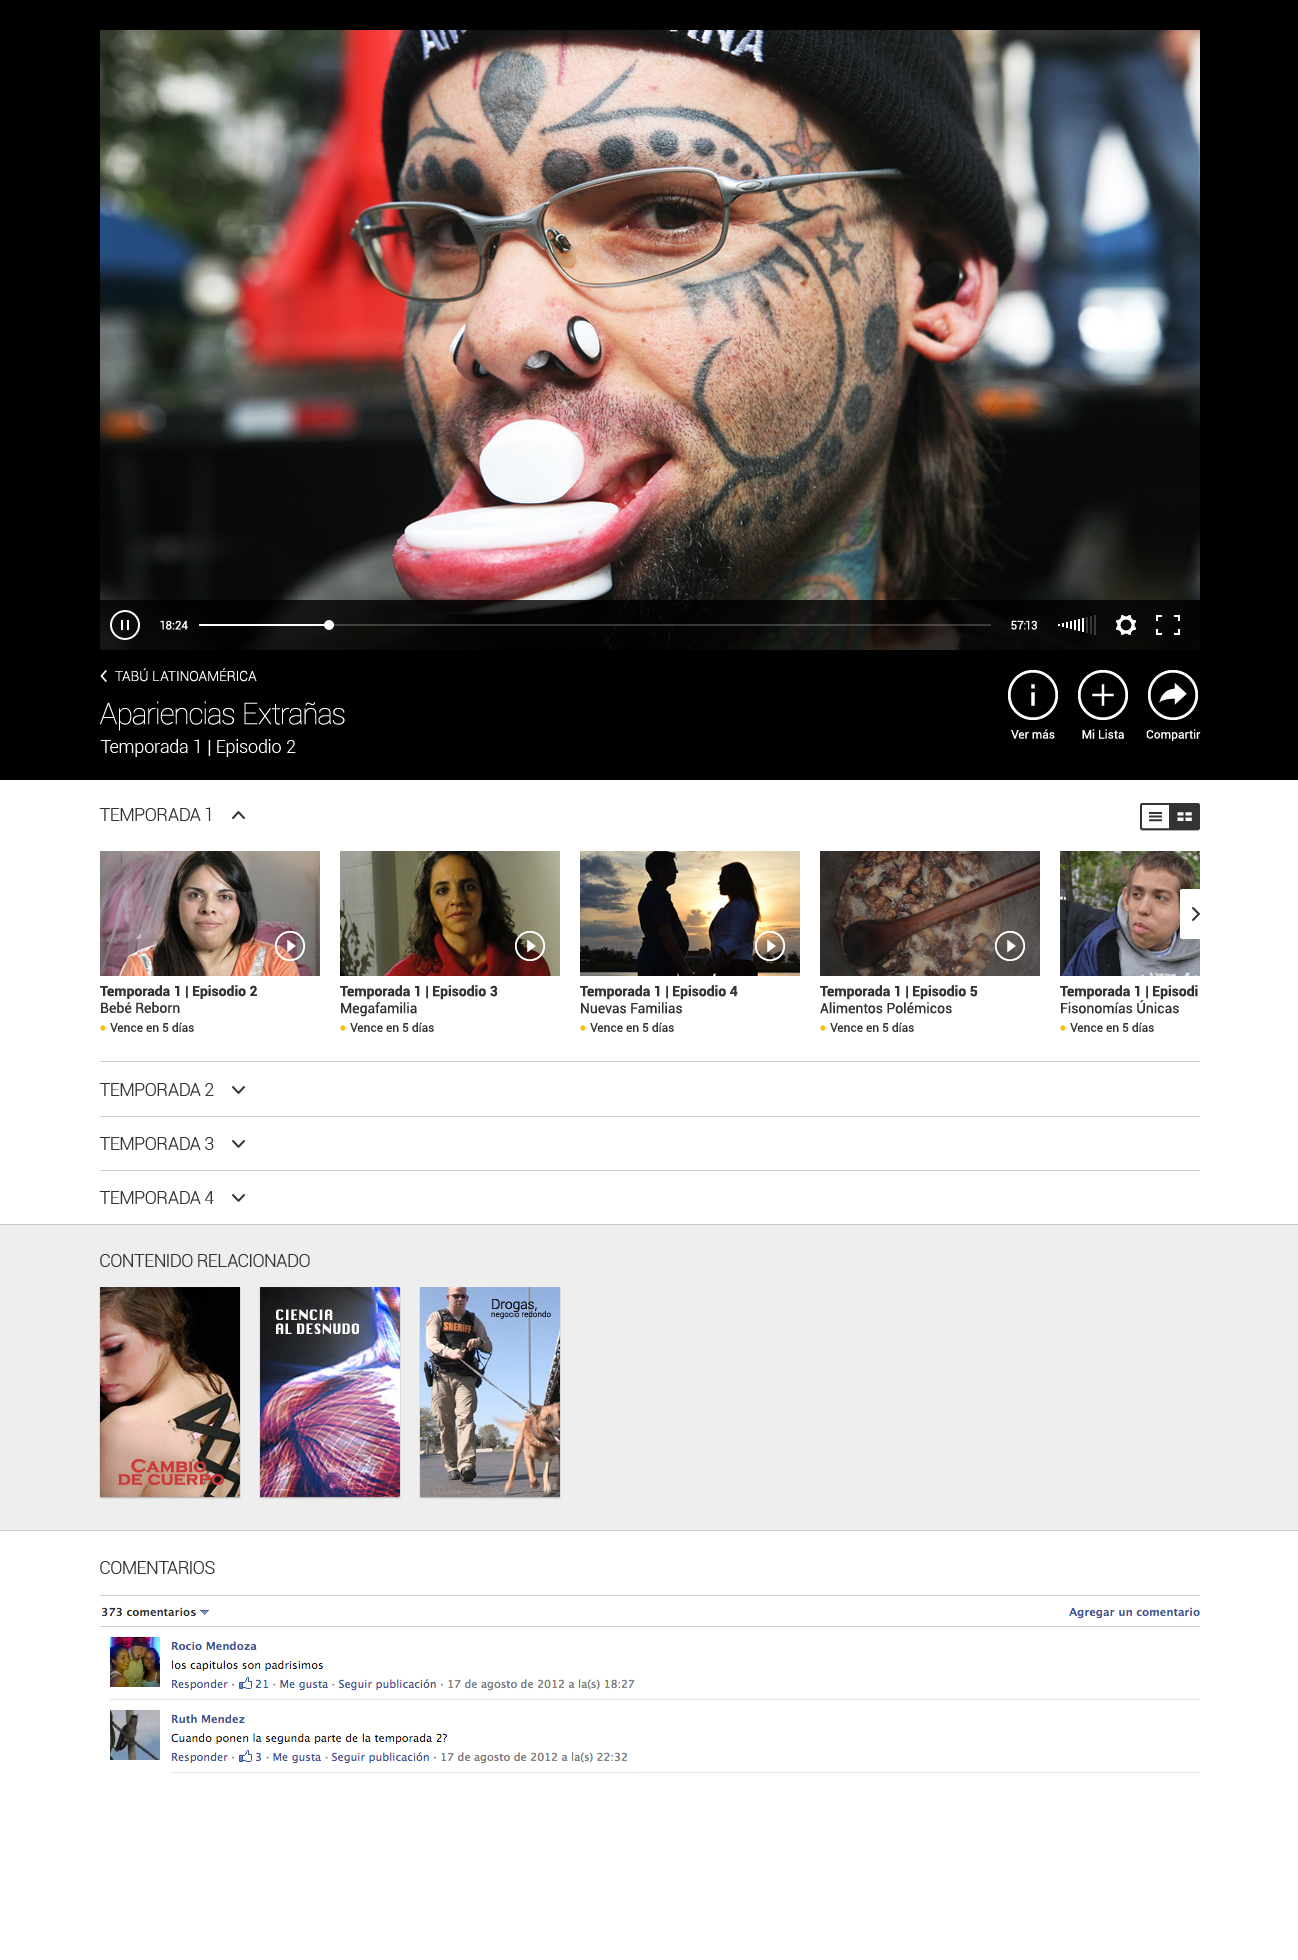 18:24
57:13
TABÚ LATINOAMÉRICA
Apariencias Extrañas
Temporada 1 | Episodio 2
Ver más
Mi Lista
Compartir
TEMPORADA 1
Temporada 1 | Episodio 2
Bebé Reborn
Vence en 5 días
Temporada 1 | Episodio 3
Megafamilia
Vence en 5 días
Temporada 1 | Episodio 4
Nuevas Familias
Vence en 5 días
Temporada 1 | Episodio 5
Alimentos Polémicos
Vence en 5 días
Temporada 1 | Episodi
Fisonomías Únicas
Vence en 5 días
TEMPORADA 2
TEMPORADA 3
TEMPORADA 4
CONTENIDO RELACIONADO
CAMBIO
DE CUERPO
CIENCIA
AL DESNUDO
Drogas,
negocio redondo
SHERIFF
COMENTARIOS
373 comentarios
Agregar un comentario
Rocio Mendoza
los capitulos son padrisimos
Responder · 21 · Me gusta · Seguir publicación · 17 de agosto de 2012 a la(s) 18:27
Ruth Mendez
Cuando ponen la segunda parte de la temporada 2?
Responder · 3 · Me gusta · Seguir publicación · 17 de agosto de 2012 a la(s) 22:32